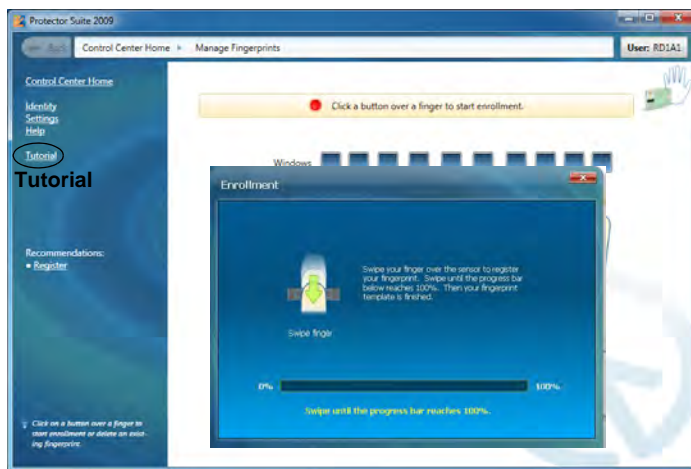 Protector Suite 2009
Back Control Center Home Manage Fingerprints User: RD1A1
Control Center Home
Identity
Settings
Help
Tutorial
Tutorial
Recommendations:
Register
Click on a button over a finger to
start enrollment or delete an exist-
ing fingerprint.
Click a button over a finger to start enrollment.
Windows
Enrollment
Swipe your finger over the sensor to register
your fingerprint. Swipe until the progress bar
below reaches 100%. Then your fingerprint
template is finished.
Swipe finger
0% 100%
Swipe until the progress bar reaches 100%.